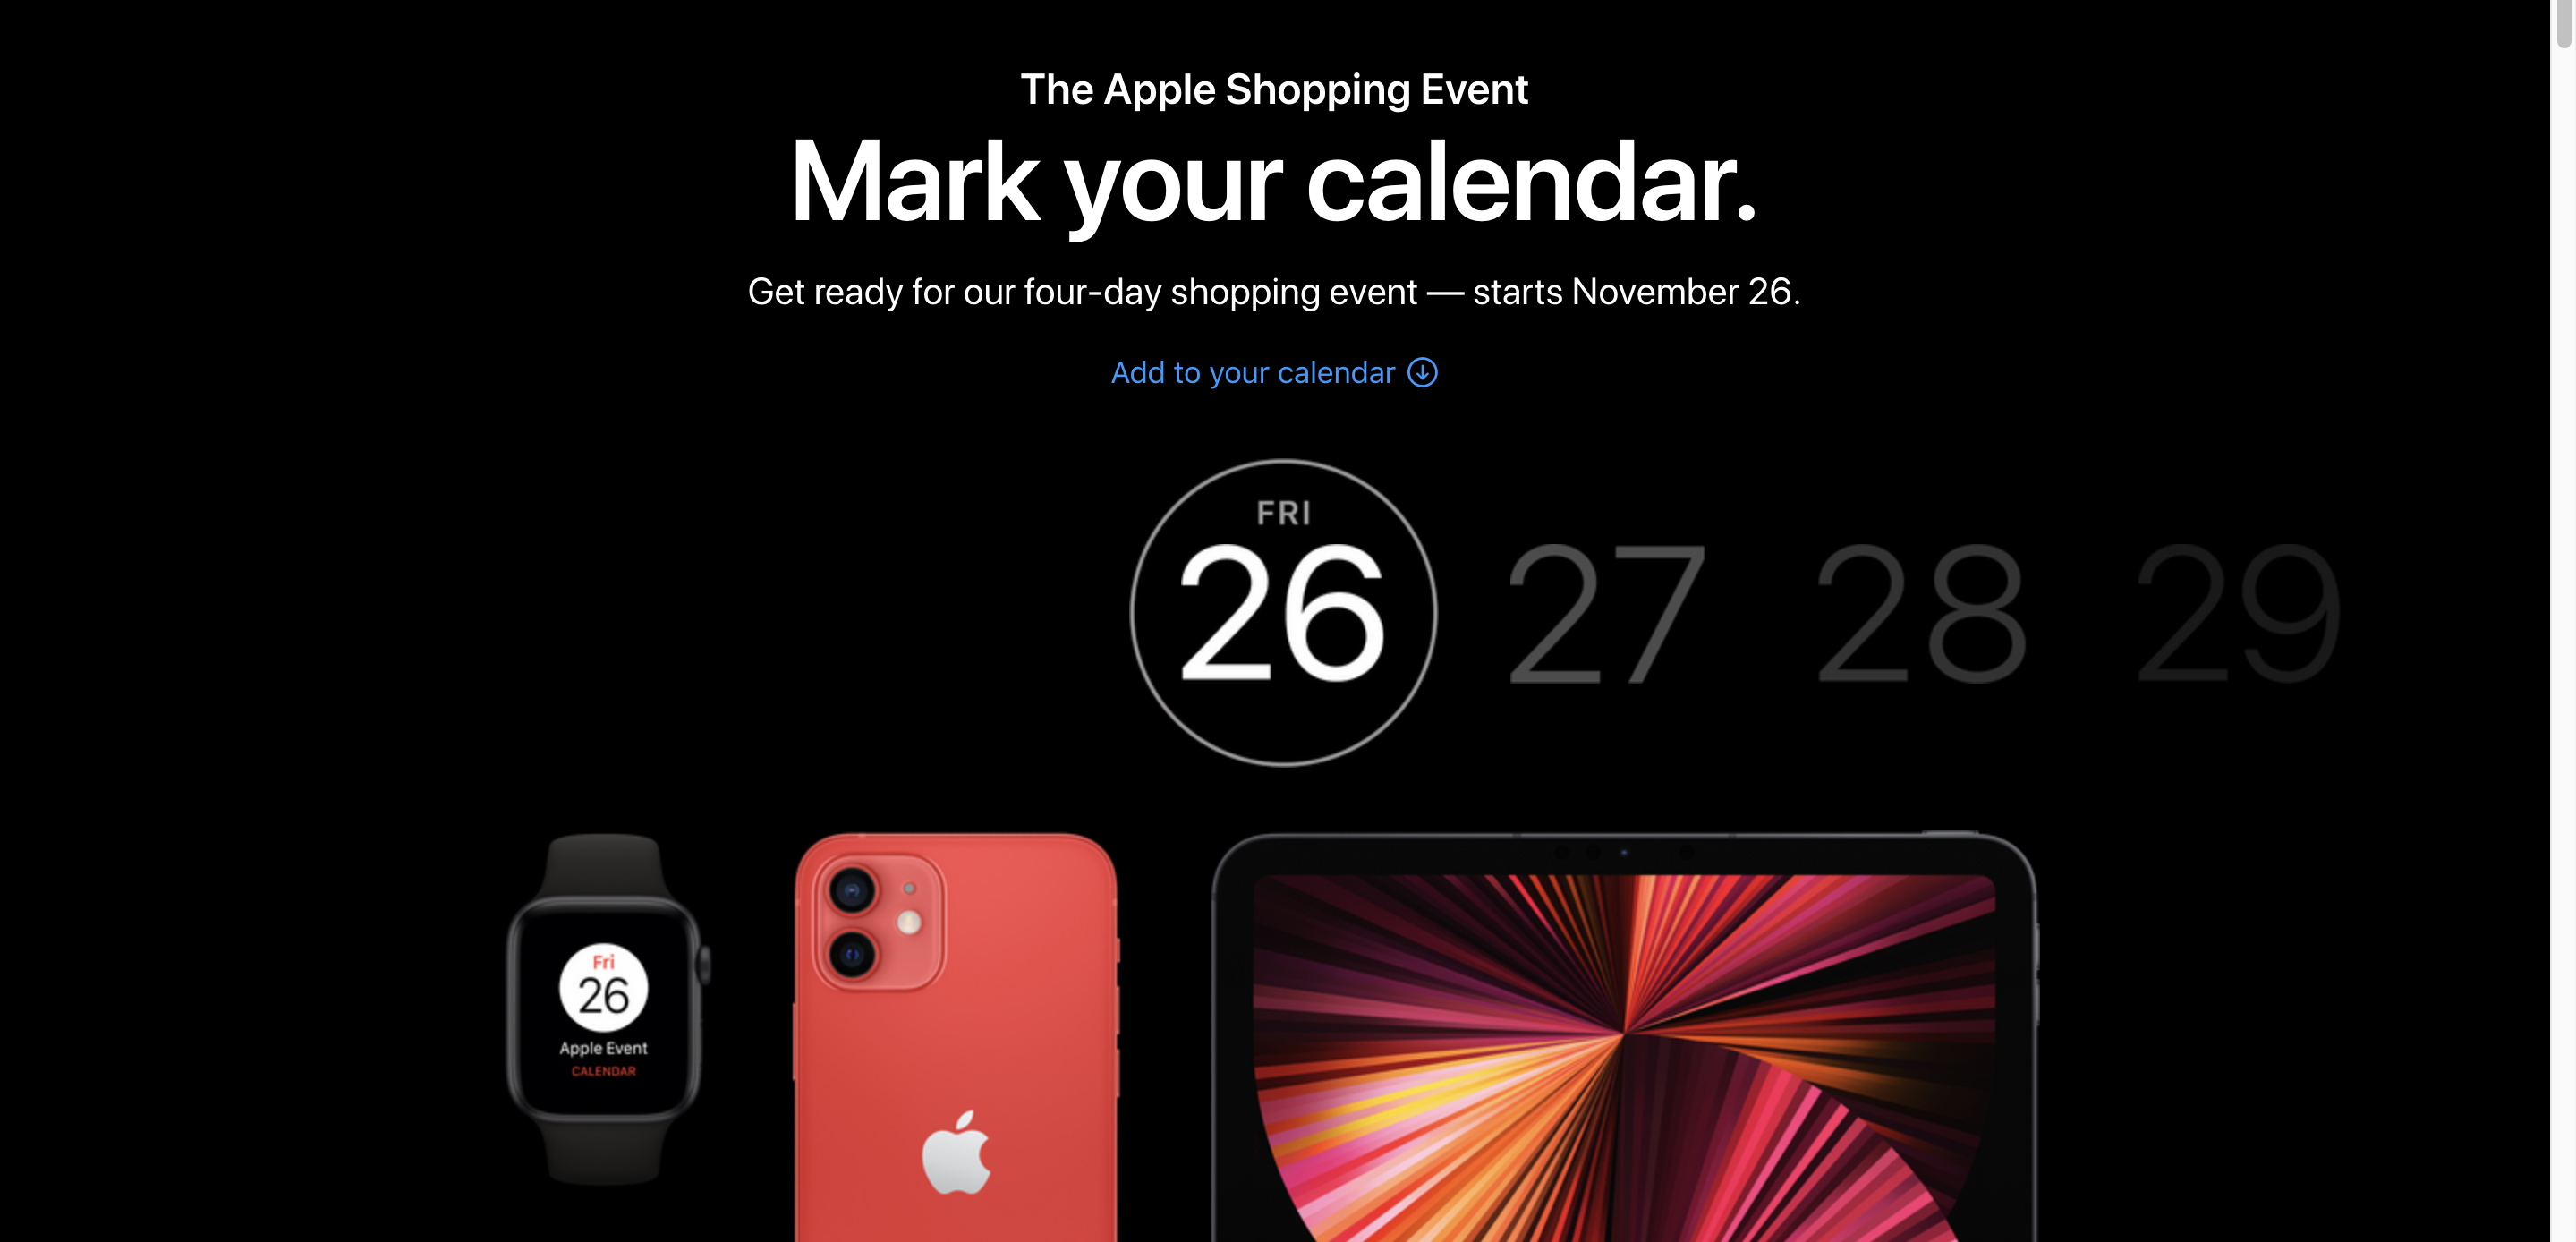 The Apple Shopping Event
Mark your calendar.
Get ready for our four-day shopping event — starts November 26.
Add to your calendar
FRI
26 27 28 29
Fri
26
Apple Event
CALENDAR